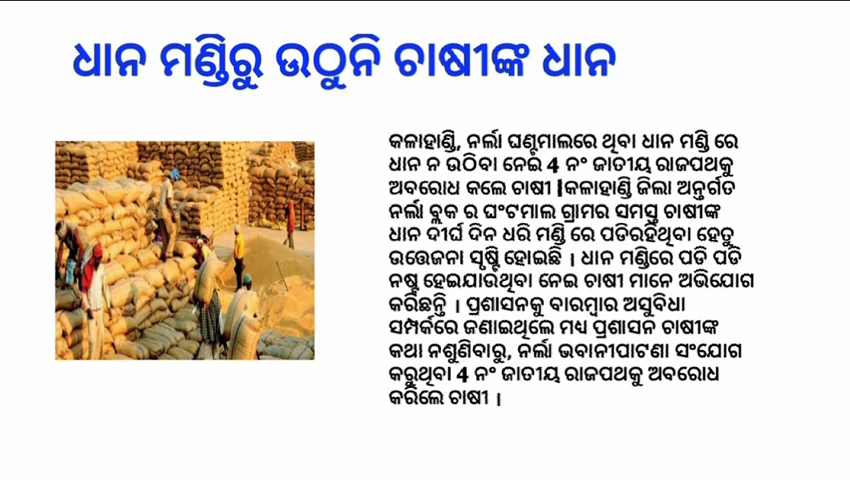 ଧାନ ମଣ୍ଡିରୁ ଉଠୁନି ଚାଷୀଙ୍କ ଧାନ
କଳାହାଣ୍ଡି, ନର୍ଲା ଘଣ୍ଟମାଲରେ ଥିବା ଧାନ ମଣ୍ଡି ରେ
ଧାନ ନ ଉଠିବା ନେଇ 4 ନଂ ଜାତୀୟ ରାଜପଥକୁ
ଅବରୋଧ କଲେ ଚାଷୀ |କଳାହାଣ୍ଡି ଜିଲା ଅନ୍ତର୍ଗତ
ନର୍ଲା ବ୍ଲକ ର ଘଂଟମାଲ ଗ୍ରାମର ସମସ୍ତ ଚାଷୀଙ୍କ
ଧାନ ଦୀର୍ଘ ଦିନ ଧରି ମଣ୍ଡି ରେ ପଡିରହିଥିବା ହେତୁ
ଉତ୍ତେଜନା ସୃଷ୍ଟି ହୋଇଛି । ଧାନ ମଣ୍ଡିରେ ପଡି ପଡି
ନଷ୍ଟ ହେଇଯାଉଥିବା ନେଇ ଚାଷୀ ମାନେ ଅଭିଯୋଗ
କରିଛନ୍ତି । ପ୍ରଶାସନକୁ ବାରମ୍ବାର ଅସୁବିଧା
ସମ୍ପର୍କରେ ଜଣାଇଥିଲେ ମଧ୍ୟ ପ୍ରଶାସନ ଚାଷୀଙ୍କ
କଥା ନଶୁଣିବାରୁ, ନର୍ଲା ଭବାନୀପାଟଣା ସଂଯୋଗ
କରୁଥିବା 4 ନଂ ଜାତୀୟ ରାଜପଥକୁ ଅବରୋଧ
କରିଲେ ଚାଷୀ ।